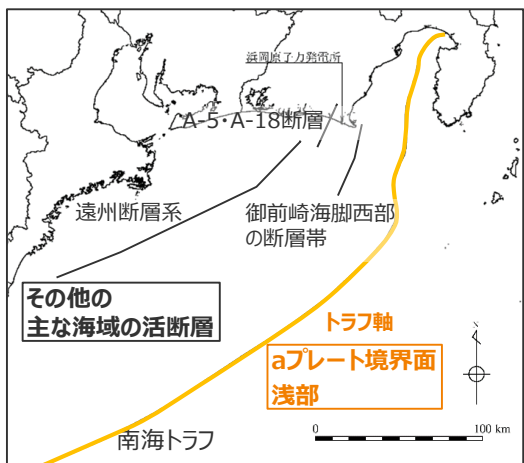 浜岡原子力発電所
A-5・A-18断層
遠州断層系
御前崎海脚西部
の断層帯
その他の
主な海域の活断層
トラフ軸
aプレート境界面
浅部
南海トラフ
N
0 100 km